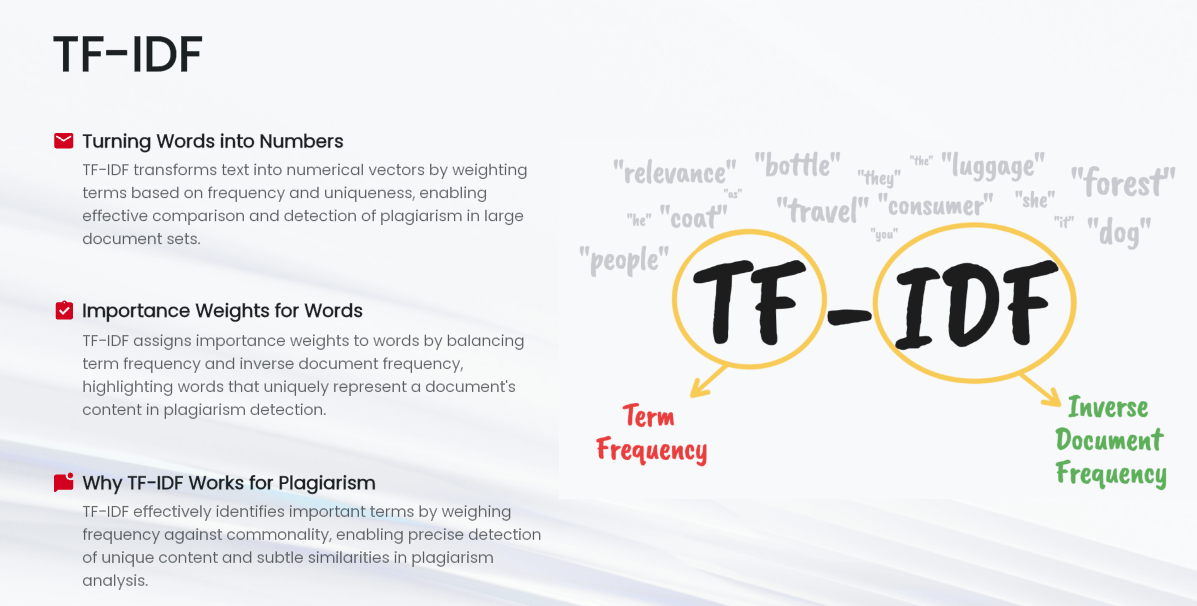 TF-IDF
Turning Words into Numbers
TF-IDF transforms text into numerical vectors by weighting
terms based on frequency and uniqueness, enabling
effective comparison and detection of plagiarism in large
document sets.
Importance Weights for Words
TF-IDF assigns importance weights to words by balancing
term frequency and inverse document frequency,
highlighting words that uniquely represent a document's
content in plagiarism detection.
Why TF-IDF Works for Plagiarism
TF-IDF effectively identifies important terms by weighing
frequency against commonality, enabling precise detection
of unique content and subtle similarities in plagiarism
analysis.
"relevance" "bottle" "they" "the" "luggage" "forest"
"as"
"he" "coat" "travel" "consumer" "she" "it" "dog"
"you"
"people"
TF-IDF
Term
Frequency
Inverse
Document
Frequency